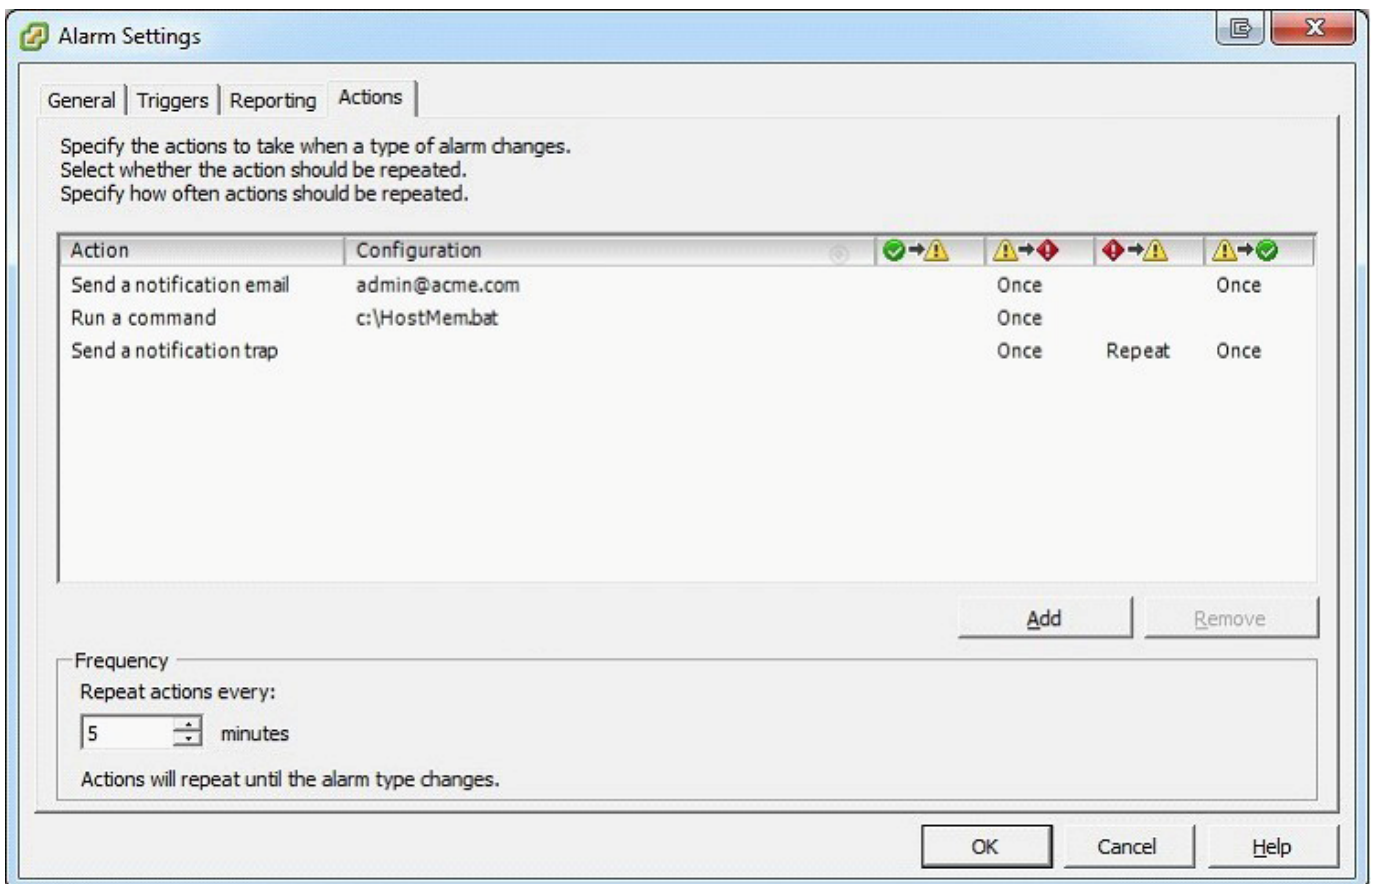 Alarm Settings
General Triggers Reporting Actions
Specify the actions to take when a type of alarm changes.
Select whether the action should be repeated.
Specify how often actions should be repeated.
Action Configuration
Send a notification email admin@acme.com Once Once
Run a command c:\HostMem.bat Once
Send a notification trap Once Repeat Once
Add Remove
Frequency
Repeat actions every:
5 minutes
Actions will repeat until the alarm type changes.
OK Cancel Help